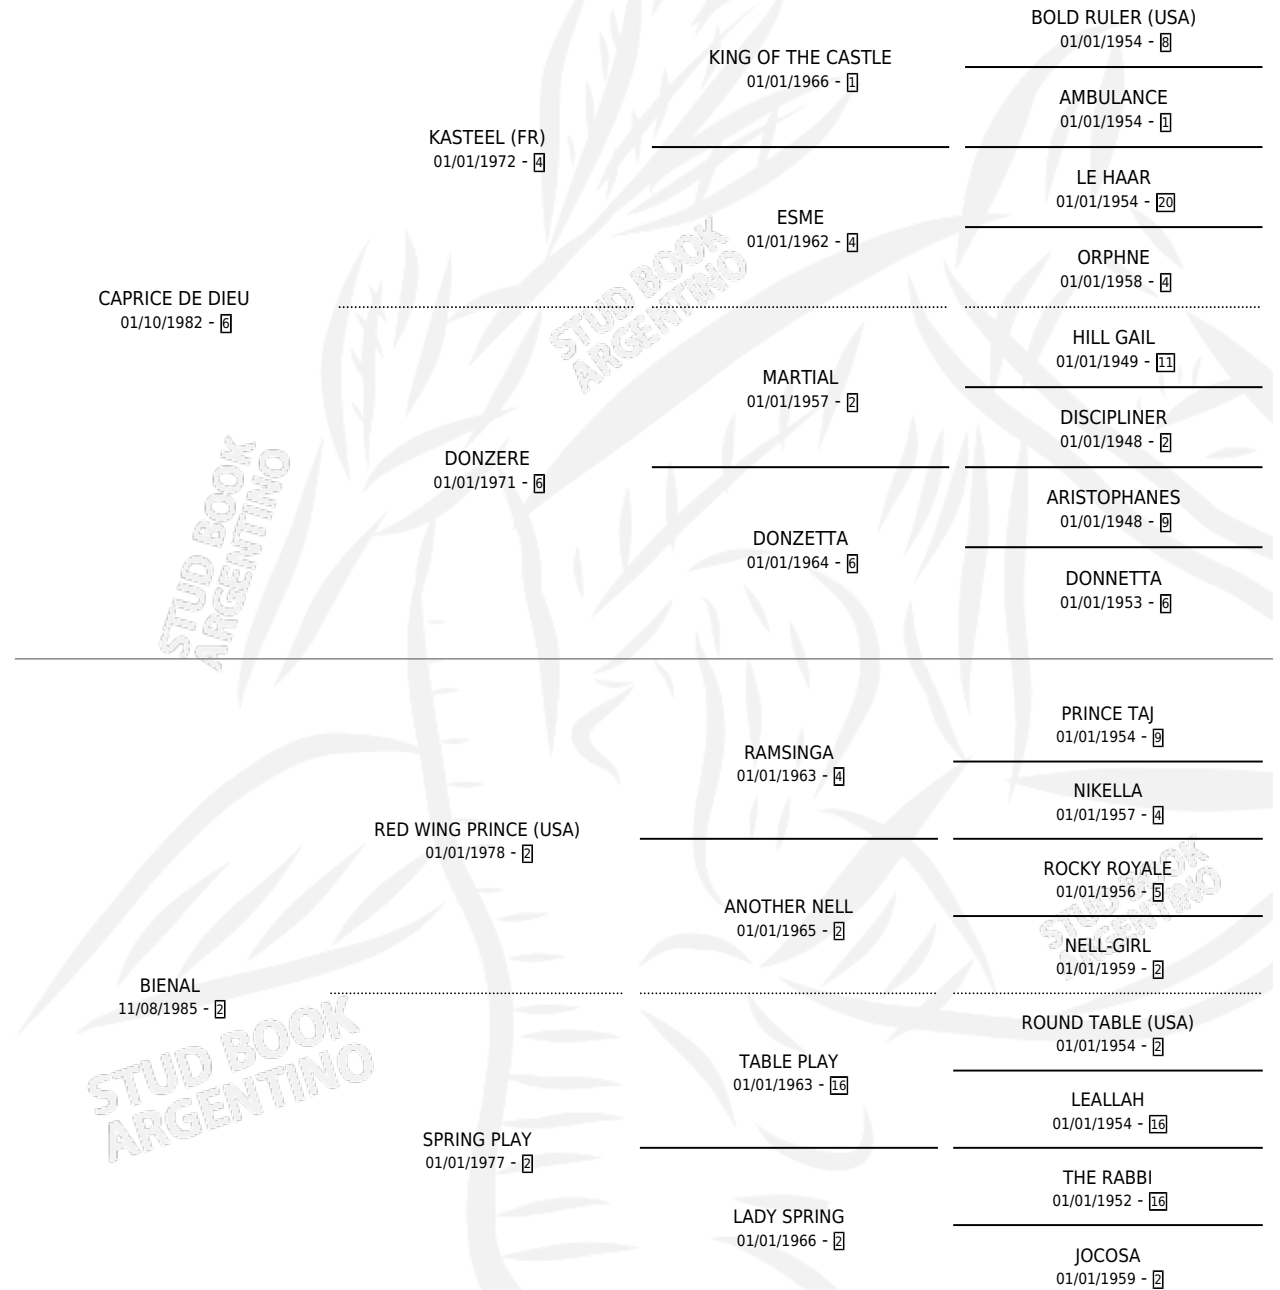 BOLD RULER (USA)
01/01/1954 - 8
KING OF THE CASTLE
01/01/1966 - 1
AMBULANCE
01/01/1954 - 1
KASTEEL (FR)
01/01/1972 - 4
LE HAAR
01/01/1954 - 20
ESME
01/01/1962 - 4
ORPHNE
01/01/1958 - 4
CAPRICE DE DIEU
01/10/1982 - 6
STUD BOOK
ARGENTINO
HILL GAIL
01/01/1949 - 11
MARTIAL
01/01/1957 - 2
DISCIPLINER
01/01/1948 - 2
DONZERE
01/01/1971 - 6
ARISTOPHANES
01/01/1948 - 9
DONZETTA
01/01/1964 - 6
DONNETTA
01/01/1953 - 6
STUD BOOK
ARGENTINO
PRINCE TAJ
01/01/1954 - 9
RAMSINGA
01/01/1963 - 4
NIKELLA
01/01/1957 - 4
RED WING PRINCE (USA)
01/01/1978 - 2
ROCKY ROYALE
01/01/1956 - 5
ANOTHER NELL
01/01/1965 - 2
STUD BOOK
ARGENTINO
NELL-GIRL
01/01/1959 - 2
BIENAL
11/08/1985 - 2
STUD BOOK
ARGENTINO
ROUND TABLE (USA)
01/01/1954 - 2
TABLE PLAY
01/01/1963 - 16
LEALLAH
01/01/1954 - 16
SPRING PLAY
01/01/1977 - 2
THE RABBI
01/01/1952 - 16
LADY SPRING
01/01/1966 - 2
JOCOSA
01/01/1959 - 2